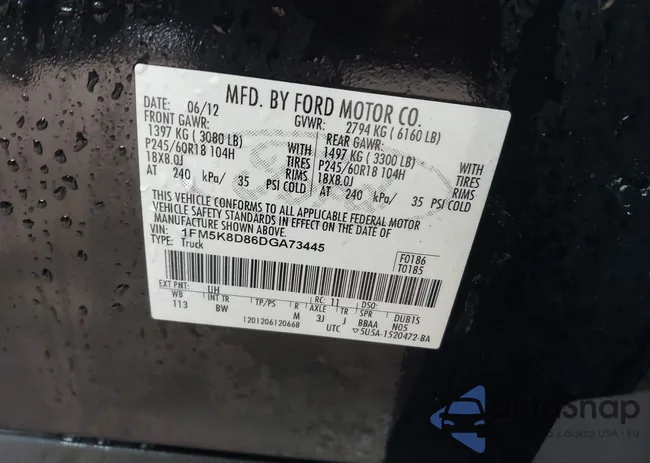 MFD. BY FORD MOTOR CO.
DATE: 06/12 GVWR: 2794 KG ( 6160 LB)
FRONT GAWR: REAR GAWR:
1397 KG ( 3080 LB) WITH 1497 KG ( 3300 LB) WITH
P245/60R18 104H TIRES P245/60R18 104H TIRES
18X8.0J RIMS 18X8.0J RIMS
AT 240 kPa/ 35 PSI COLD AT 240 kPa/ 35 PSI COLD
THIS VEHICLE CONFORMS TO ALL APPLICABLE FEDERAL MOTOR
VEHICLE SAFETY STANDARDS IN EFFECT ON THE DATE OF
MANUFACTURE SHOWN ABOVE.
VIN: 1FM5K8D86DGA73445 F0186
TYPE: Truck T0185
EXT PNT: UH RC: 11 DSO:
WB INT TR TP/PS R AXLE TR SPR DUB1S
113 BW M 3J J BBAA N05
I201206120668 UTC ▽5U5A-1520472-BA
Ford